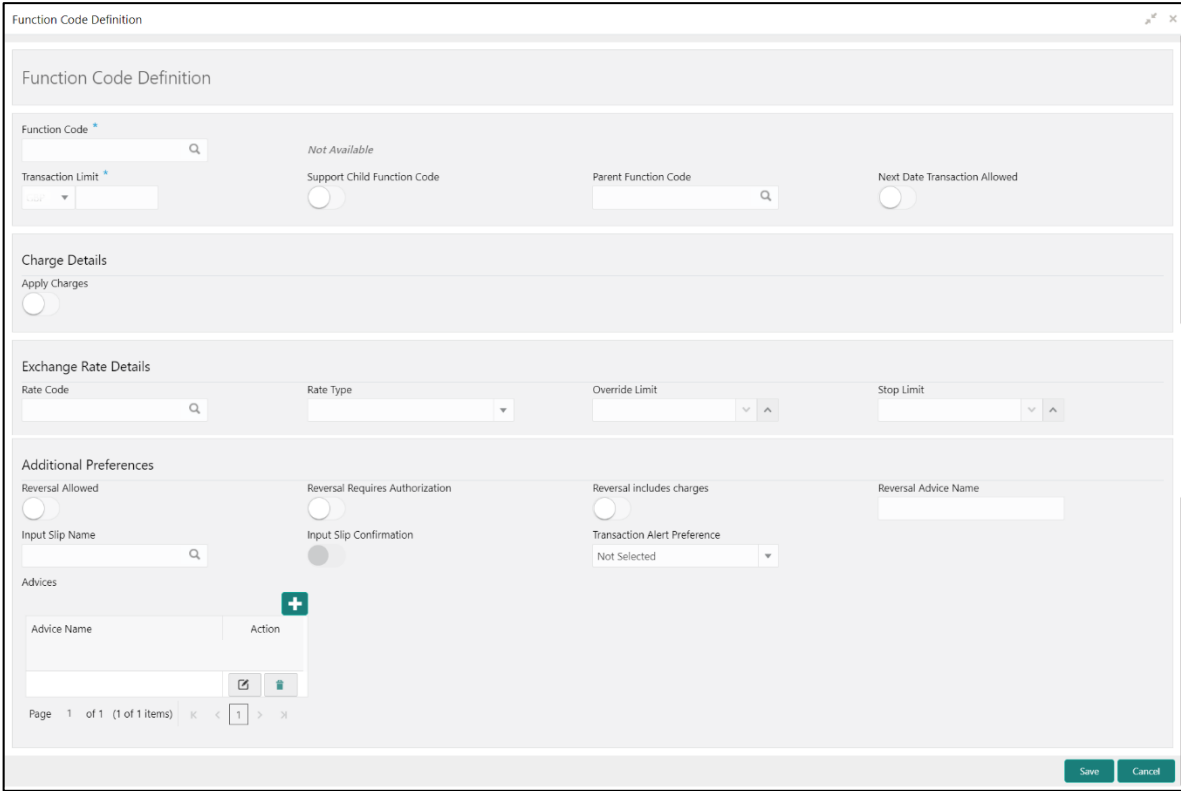 Function Code Definition
Function Code Definition
Function Code *
Not Available
Transaction Limit * Support Child Function Code Parent Function Code Next Date Transaction Allowed
Charge Details
Apply Charges
Exchange Rate Details
Rate Code Rate Type Override Limit Stop Limit
Additional Preferences
Reversal Allowed Reversal Requires Authorization Reversal includes charges Reversal Advice Name
Input Slip Name Input Slip Confirmation Transaction Alert Preference
Not Selected
Advices
Advice Name Action
Page 1 of 1 (1 of 1 items) 1
Save Cancel